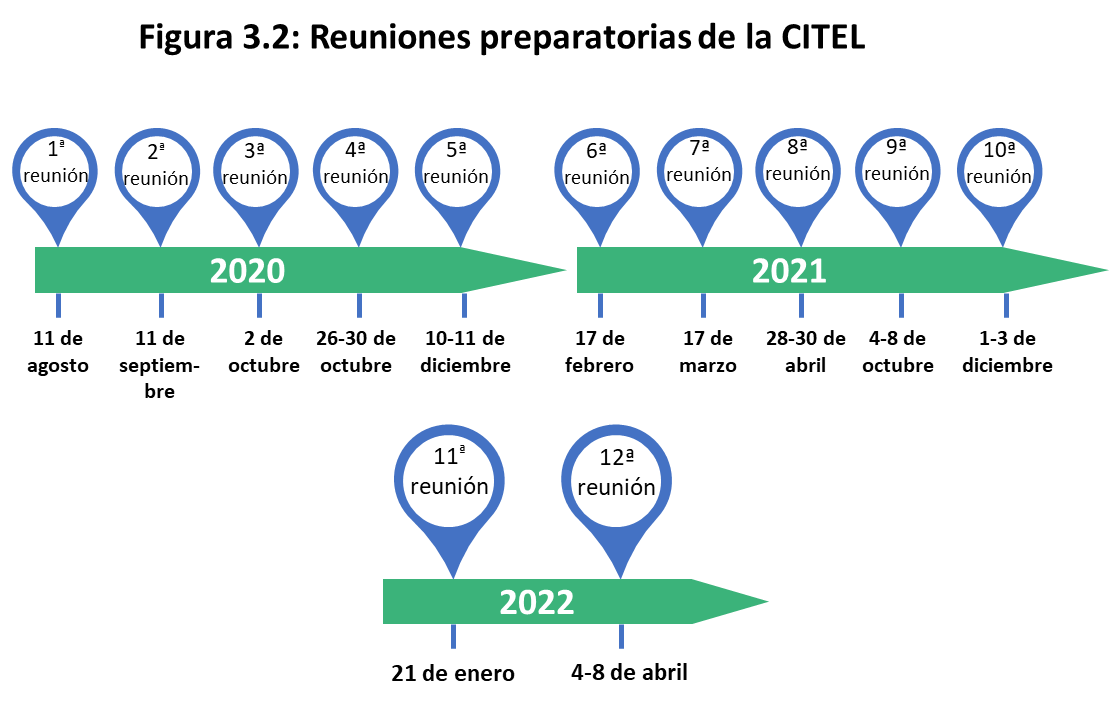 Figura 3.2: Reuniones preparatorias de la CITEL
1ª
reunión
2ª
reunión
3ª
reunión
4ª
reunión
5ª
reunión
6ª
reunión
7ª
reunión
8ª
reunión
9ª
reunión
10ª
reunión
2020
2021
11 de
agosto
11 de
septiem-
bre
2 de
octubre
26-30 de
octubre
10-11 de
diciembre
17 de
febrero
17 de
marzo
28-30 de
abril
4-8 de
octubre
1-3 de
diciembre
11ª
reunión
12ª
reunión
2022
21 de enero
4-8 de abril